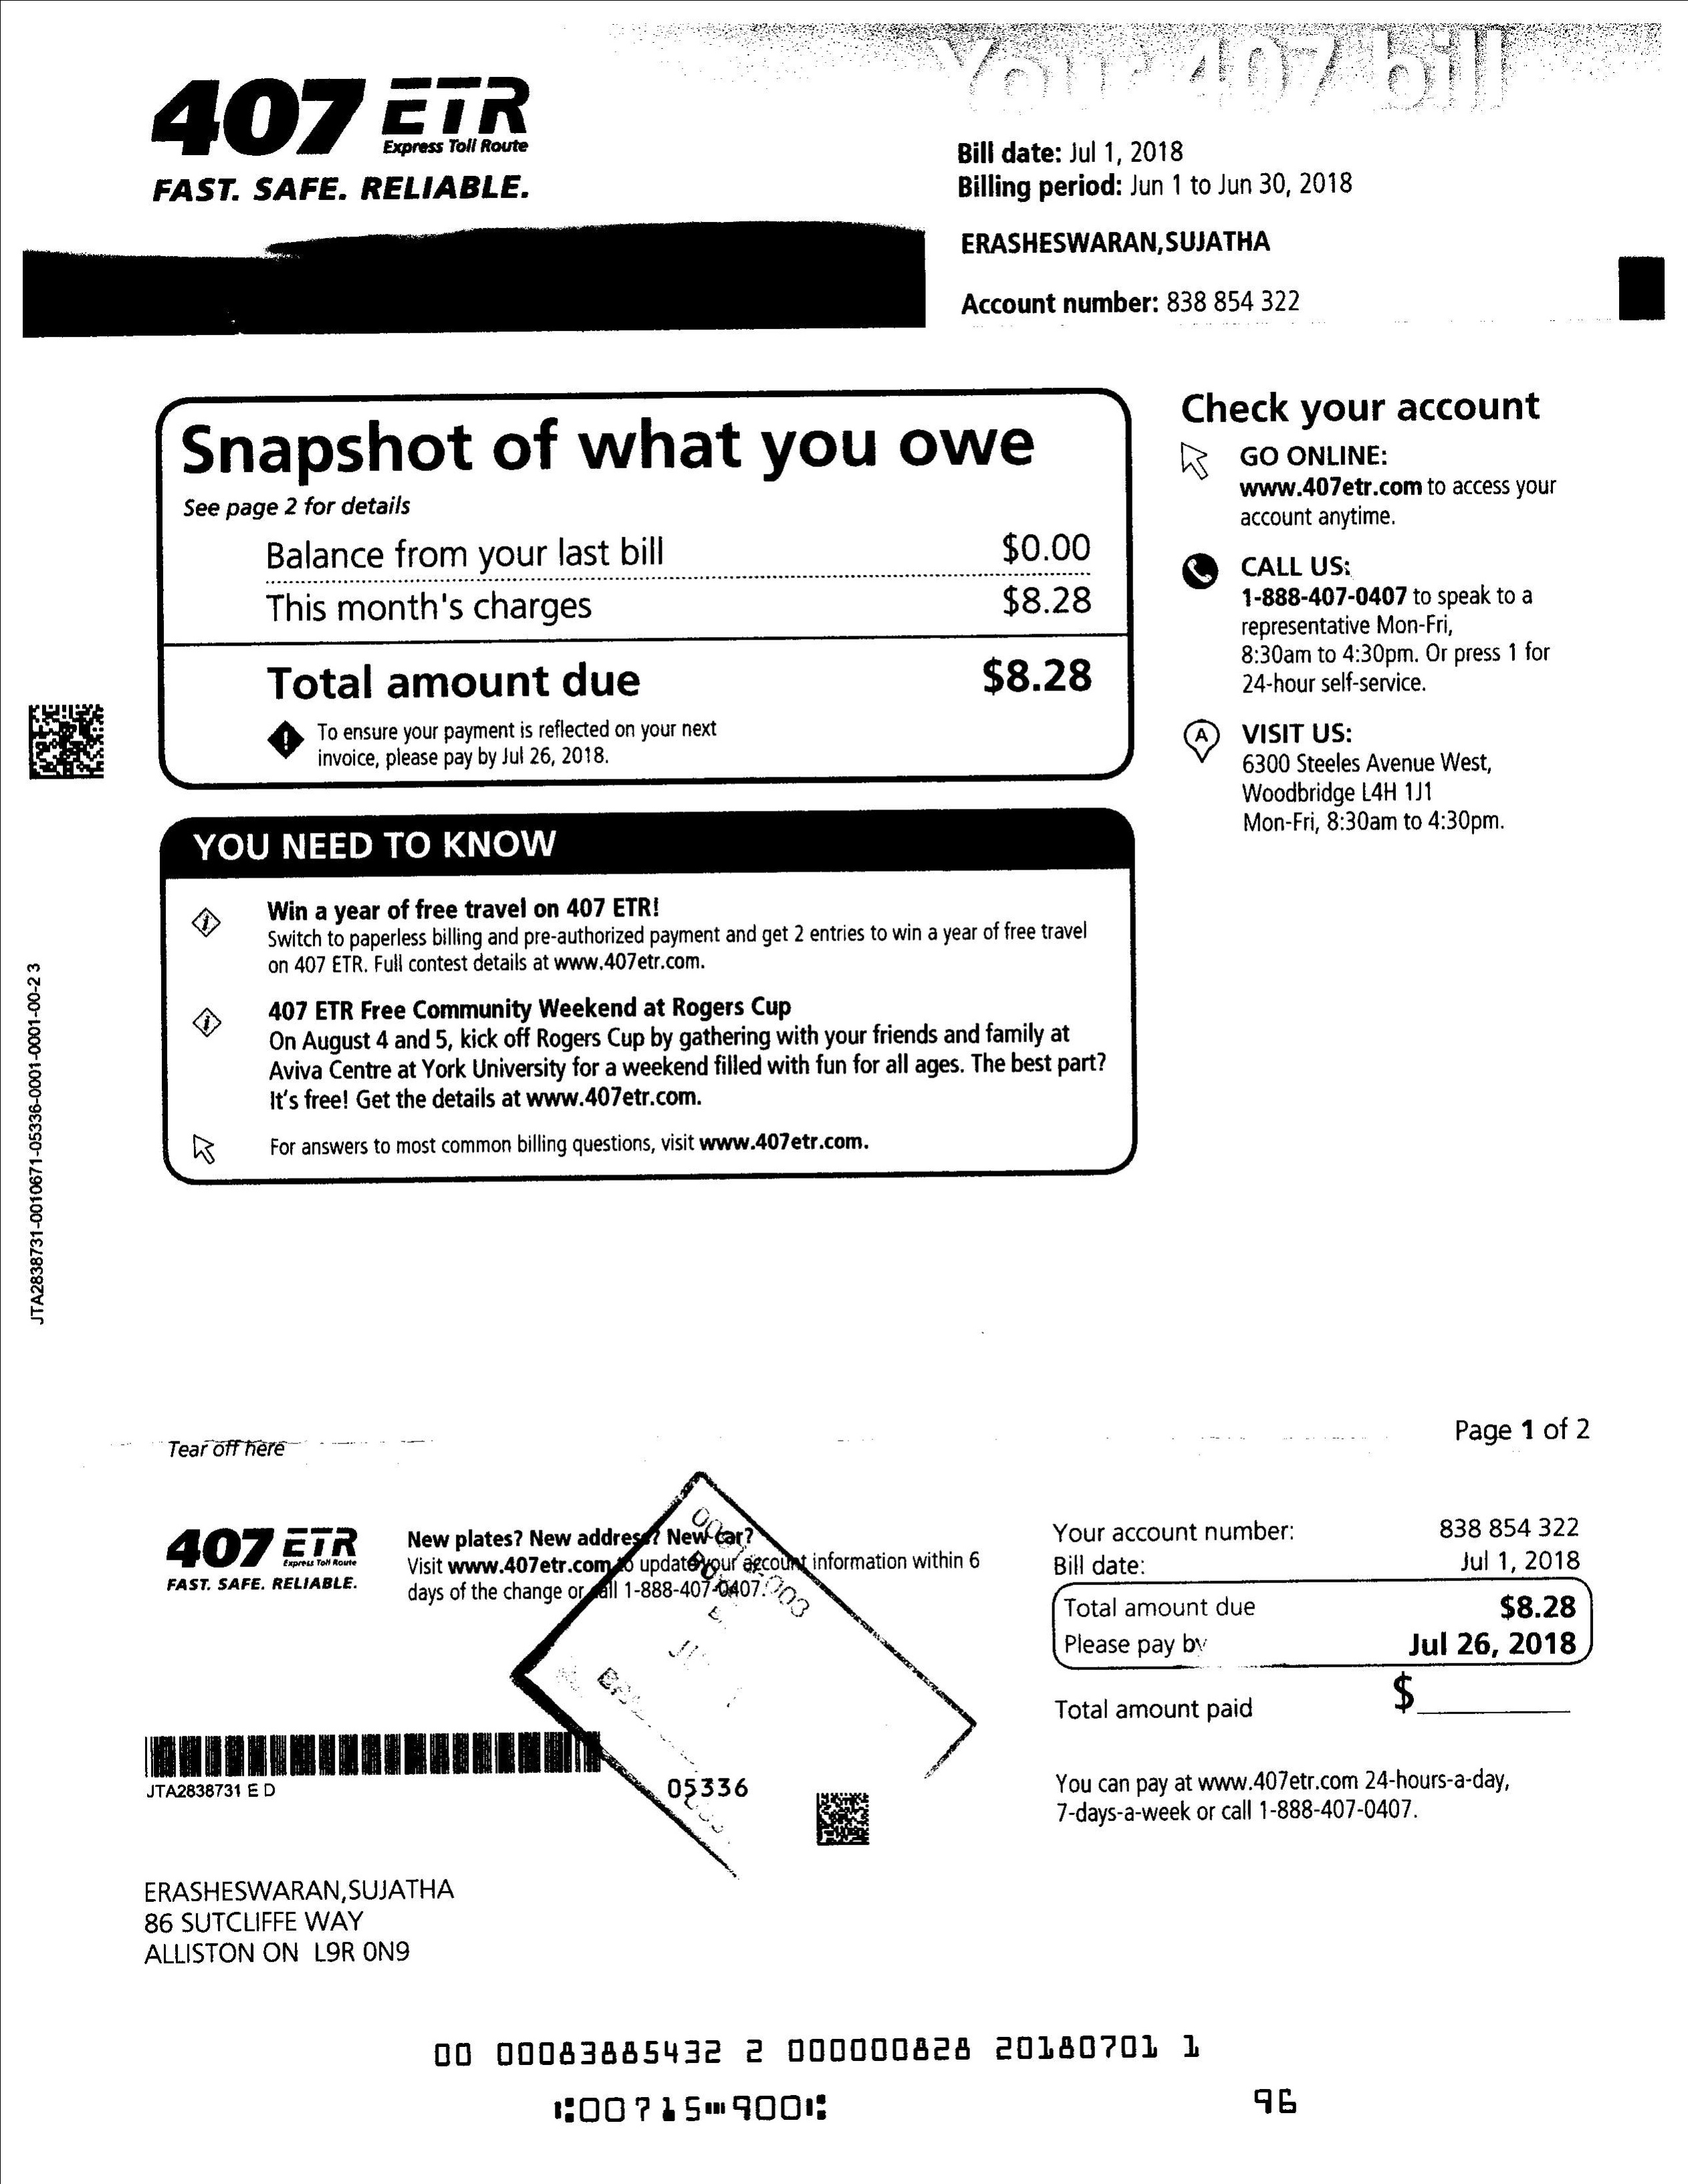 Your 407 bill
407 ETR
Express Toll Route
FAST. SAFE. RELIABLE.
Bill date: Jul 1, 2018
Billing period: Jun 1 to Jun 30, 2018
ERASHESWARAN,SUJATHA
Account number: 838 854 322
Snapshot of what you owe
See page 2 for details
Balance from your last bill $0.00
This month's charges $8.28
Total amount due $8.28
To ensure your payment is reflected on your next
invoice, please pay by Jul 26, 2018.
Check your account
GO ONLINE:
www.407etr.com to access your
account anytime.
CALL US:
1-888-407-0407 to speak to a
representative Mon-Fri,
8:30am to 4:30pm. Or press 1 for
24-hour self-service.
A
VISIT US:
6300 Steeles Avenue West,
Woodbridge L4H 1J1
Mon-Fri, 8:30am to 4:30pm.
YOU NEED TO KNOW
Win a year of free travel on 407 ETR!
Switch to paperless billing and pre-authorized payment and get 2 entries to win a year of free travel
on 407 ETR. Full contest details at www.407etr.com.
407 ETR Free Community Weekend at Rogers Cup
On August 4 and 5, kick off Rogers Cup by gathering with your friends and family at
Aviva Centre at York University for a weekend filled with fun for all ages. The best part?
It's free! Get the details at www.407etr.com.
For answers to most common billing questions, visit www.407etr.com.
JTA2838731-0010671-05336-0001-0001-00-2 3
Page 1 of 2
Tear off here
407 ETR
Express Toll Route
FAST. SAFE. RELIABLE.
New plates? New address? New car?
Visit www.407etr.com to update your account information within 6
days of the change or call 1-888-407-0407.
Your account number: 838 854 322
Bill date: Jul 1, 2018
Total amount due $8.28
Please pay by Jul 26, 2018
Total amount paid $
JTA2838731 E D
05336
You can pay at www.407etr.com 24-hours-a-day,
7-days-a-week or call 1-888-407-0407.
ERASHESWARAN,SUJATHA
86 SUTCLIFFE WAY
ALLISTON ON L9R 0N9
00 00083885432 2 000000828 20180701 1
⑆00715⑉900⑆ 96